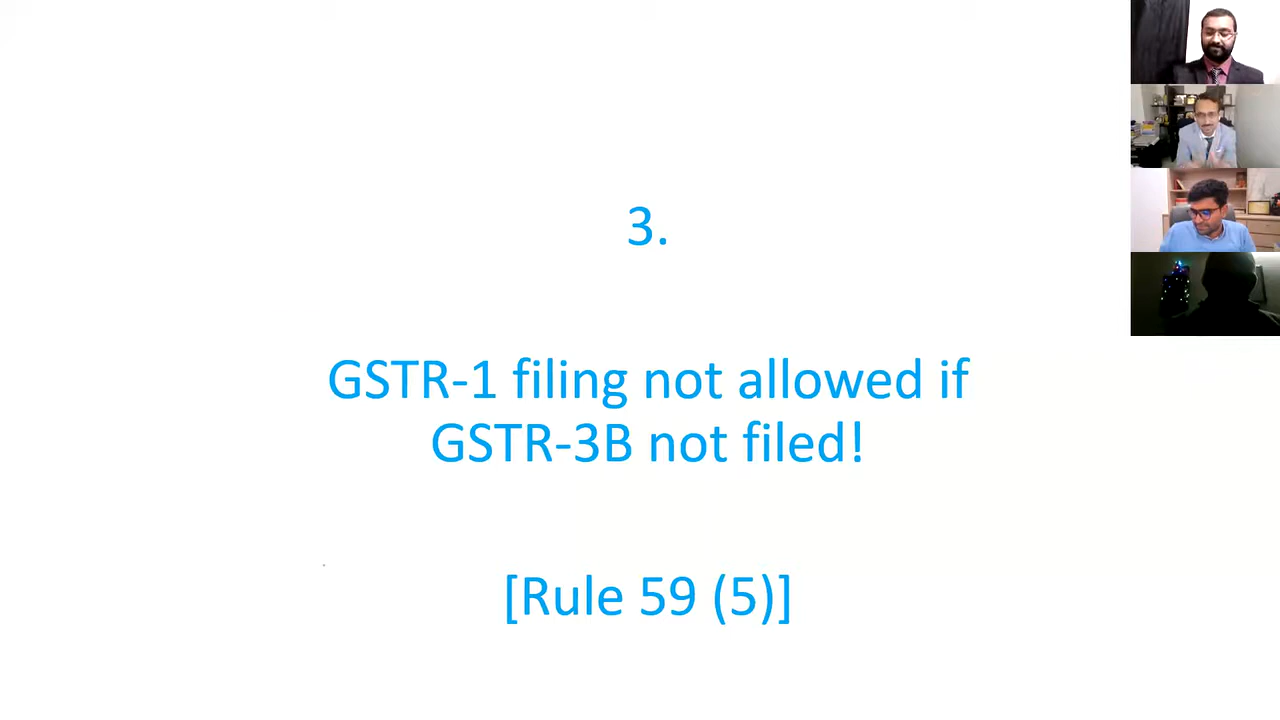 3.
GSTR-1 filing not allowed if
GSTR-3B not filed!
[Rule 59 (5)]